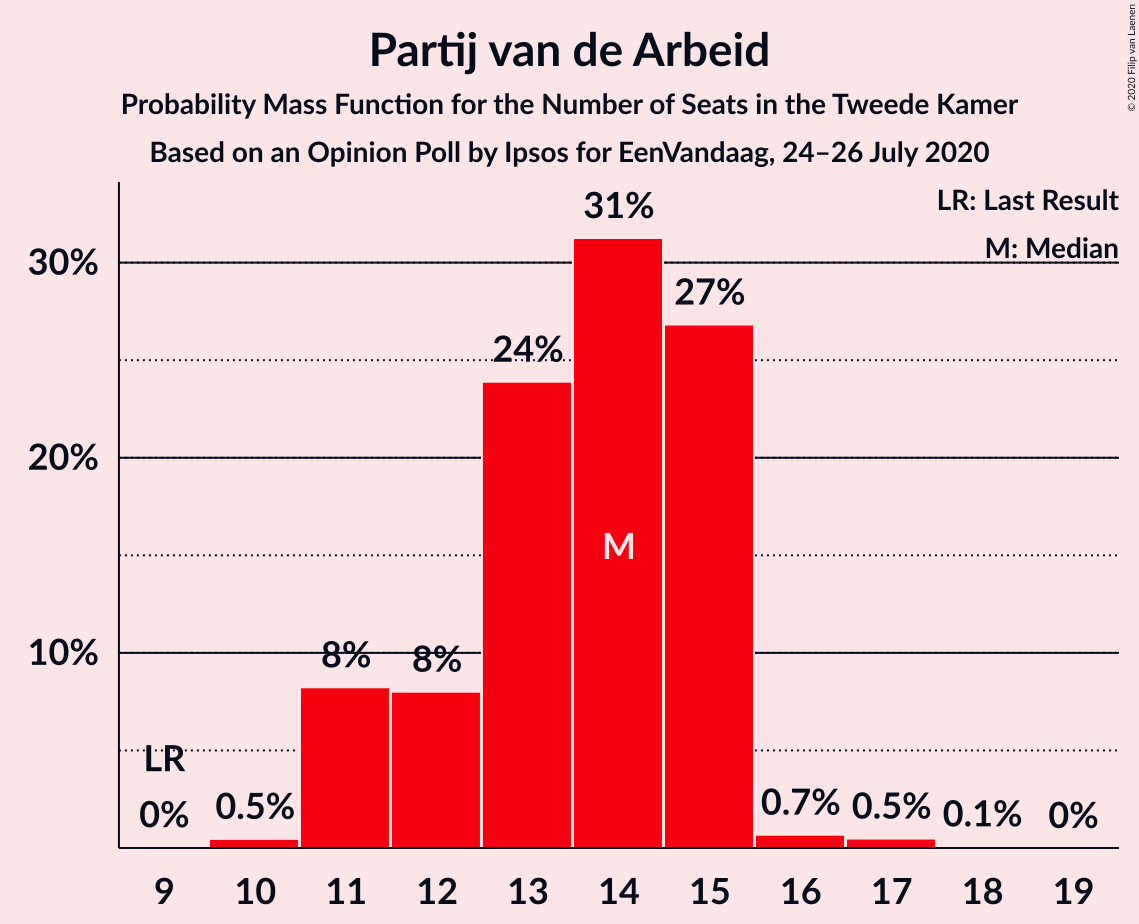 Partij van de Arbeid
Probability Mass Function for the Number of Seats in the Tweede Kamer
Based on an Opinion Poll by Ipsos for EenVandaag, 24–26 July 2020
© 2020 Filip van Laenen
LR: Last Result
M: Median
31%
30%
27%
24%
20%
M
10%
8%
8%
LR
0%
0.5%
0.7%
0.5%
0.1%
0%
9 10 11 12 13 14 15 16 17 18 19